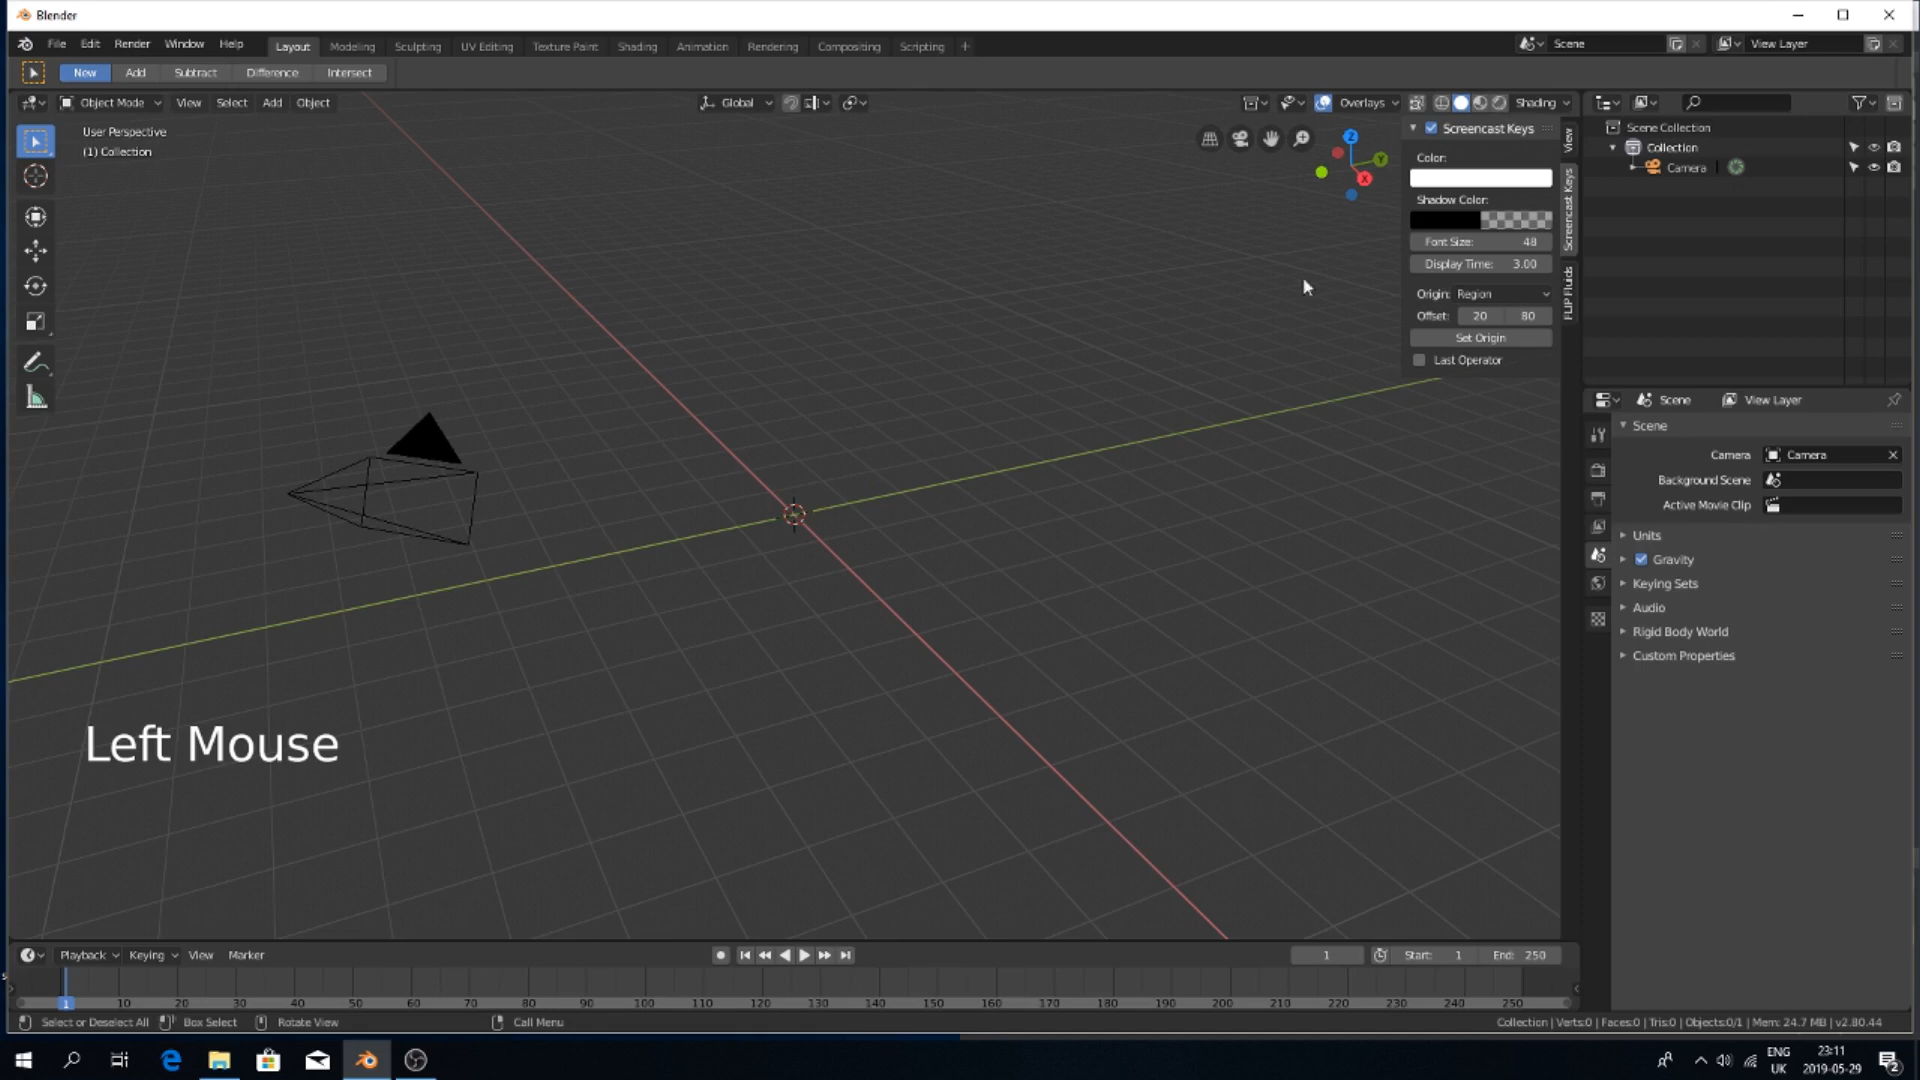 Blender
File Edit Render Window Help Layout Modeling Sculpting UV Editing Texture Paint Shading Animation Rendering Compositing Scripting + Scene View Layer
New Add Subtract Difference Intersect
Object Mode View Select Add Object Global Overlays Shading
User Perspective
(1) Collection
Z
Y
X
Screencast Keys
Color:
Shadow Color:
Font Size: 48
Display Time: 3.00
Origin: Region
Offset: 20 80
Set Origin
Last Operator
View
Screencast Keys
FLIP Fluids
Scene Collection
Collection
Camera
Scene View Layer
Scene
Camera Camera
Background Scene
Active Movie Clip
Units
Gravity
Keying Sets
Audio
Rigid Body World
Custom Properties
Left Mouse
Playback Keying View Marker 1 Start: 1 End: 250
1 10 20 30 40 50 60 70 80 90 100 110 120 130 140 150 160 170 180 190 200 210 220 230 240 250
Select or Deselect All Box Select Rotate View Call Menu Collection | Verts:0 | Faces:0 | Tris:0 | Objects:0/1 | Mem: 24.7 MB | v2.80.44
ENG 23:11
UK 2019-05-29 2